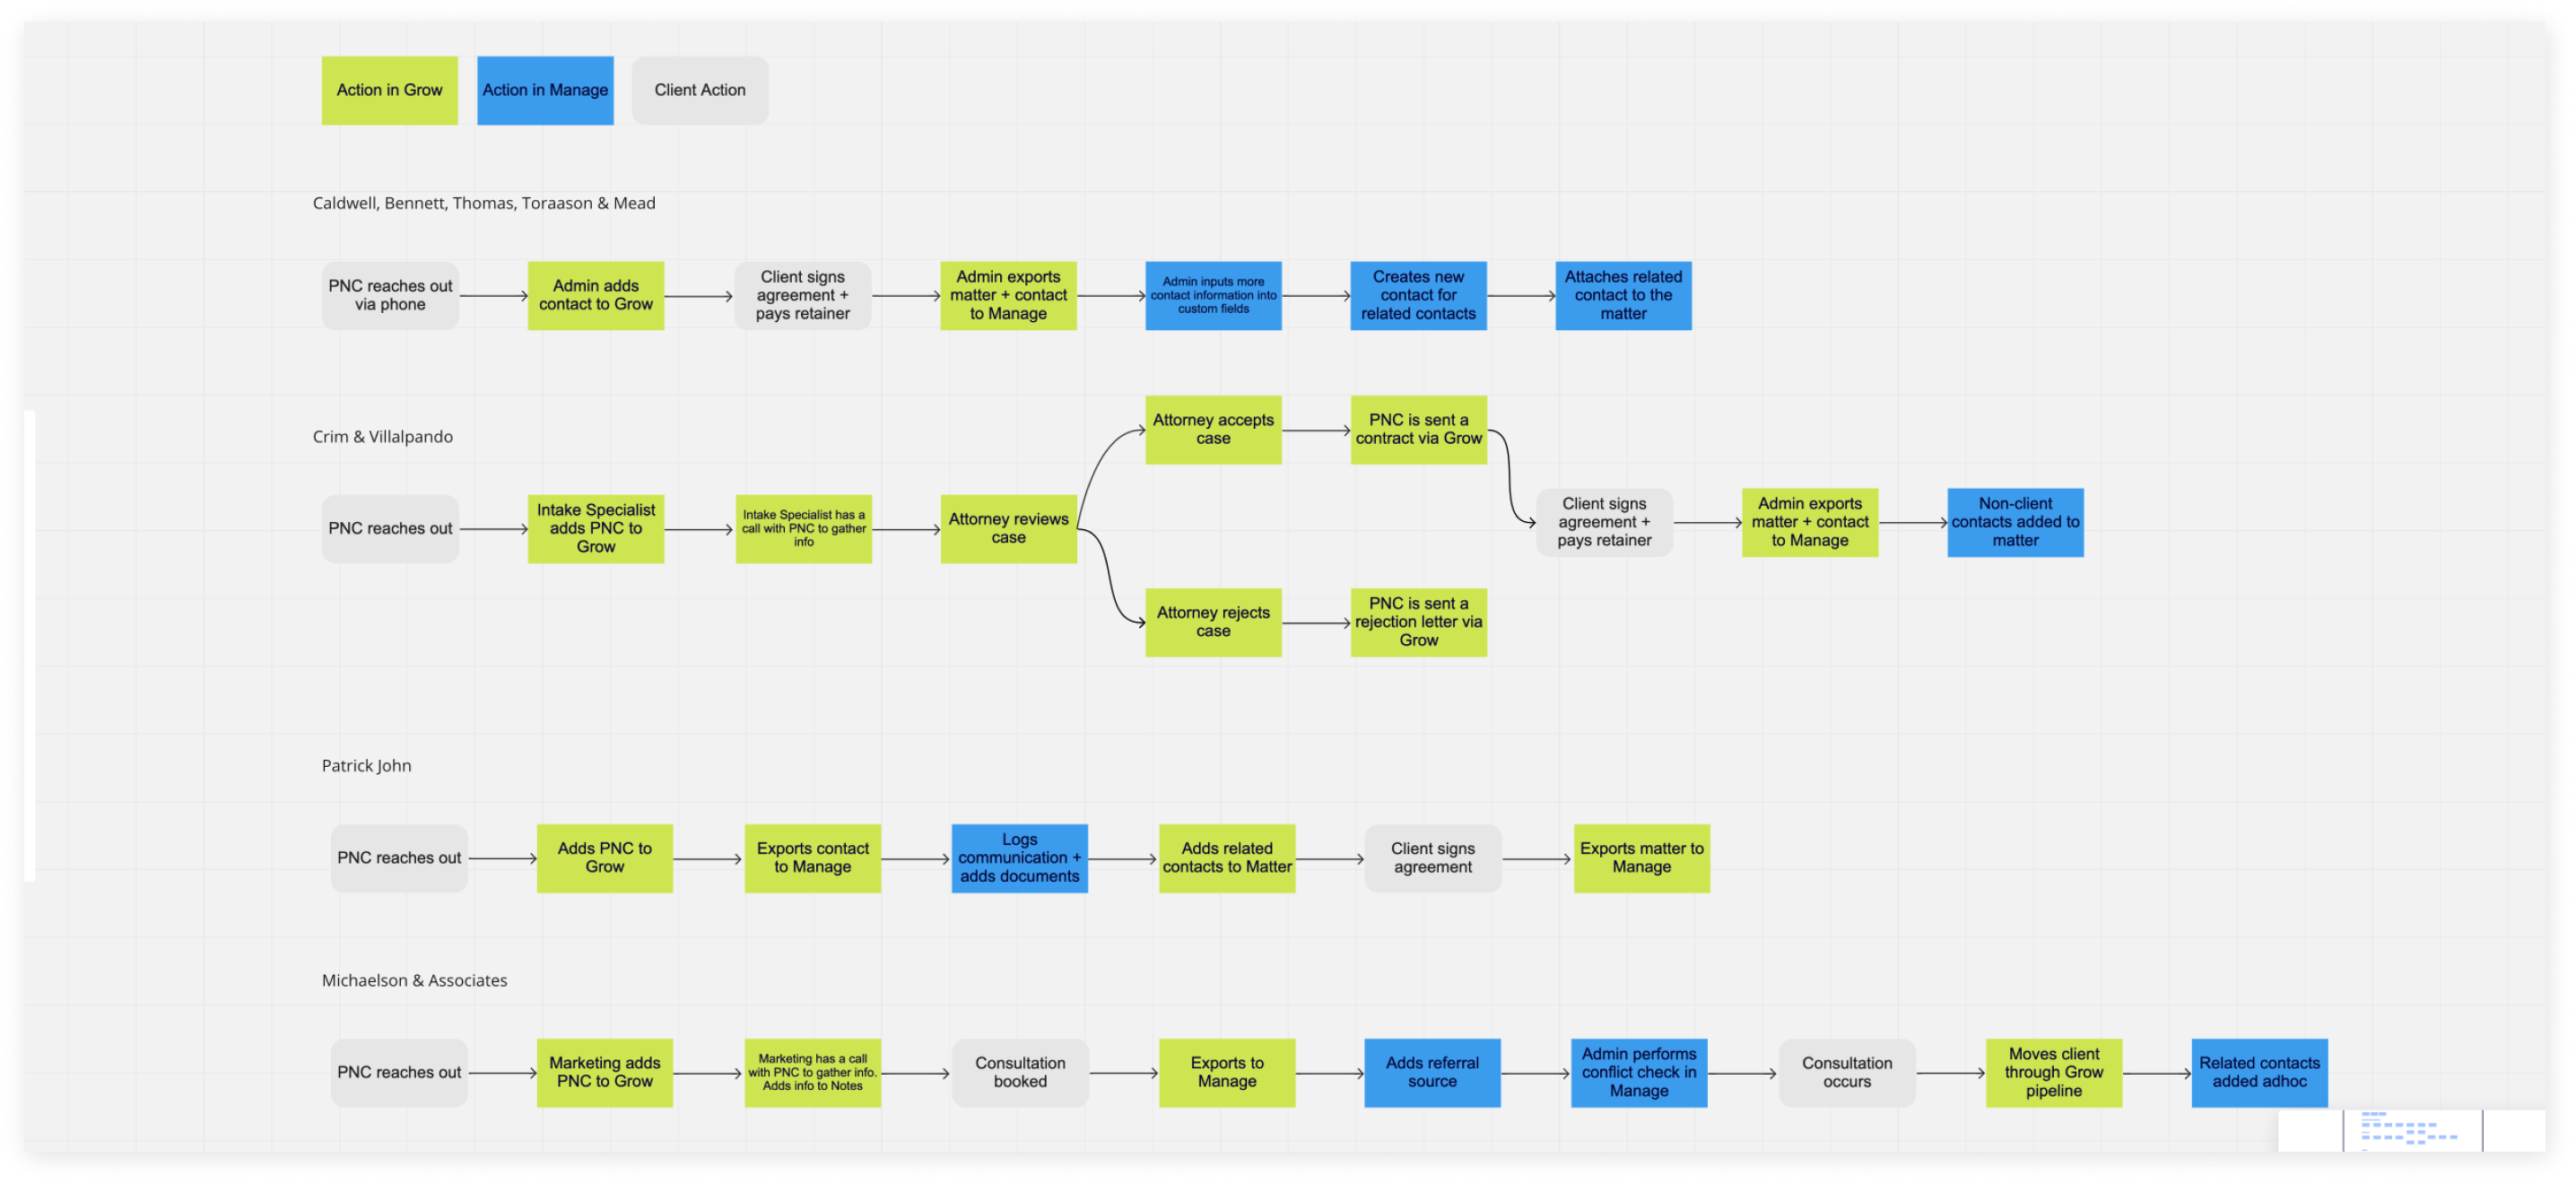 Action in Grow
Action in Manage
Client Action
Caldwell, Bennett, Thomas, Toraason & Mead
PNC reaches out
via phone
Admin adds
contact to Grow
Client signs
agreement +
pays retainer
Admin exports
matter + contact
to Manage
Admin inputs more
contact information into
custom fields
Creates new
contact for
related contacts
Attaches related
contact to the
matter
Crim & Villalpando
PNC reaches out
Intake Specialist
adds PNC to
Grow
Intake Specialist has a
call with PNC to gather
info
Attorney reviews
case
Attorney accepts
case
PNC is sent a
contract via Grow
Client signs
agreement +
pays retainer
Admin exports
matter + contact
to Manage
Non-client
contacts added to
matter
Attorney rejects
case
PNC is sent a
rejection letter via
Grow
Patrick John
PNC reaches out
Adds PNC to
Grow
Exports contact
to Manage
Logs
communication +
adds documents
Adds related
contacts to Matter
Client signs
agreement
Exports matter to
Manage
Michaelson & Associates
PNC reaches out
Marketing adds
PNC to Grow
Marketing has a call
with PNC to gather info.
Adds info to Notes
Consultation
booked
Exports to
Manage
Adds referral
source
Admin performs
conflict check in
Manage
Consultation
occurs
Moves client
through Grow
pipeline
Related contacts
added adhoc